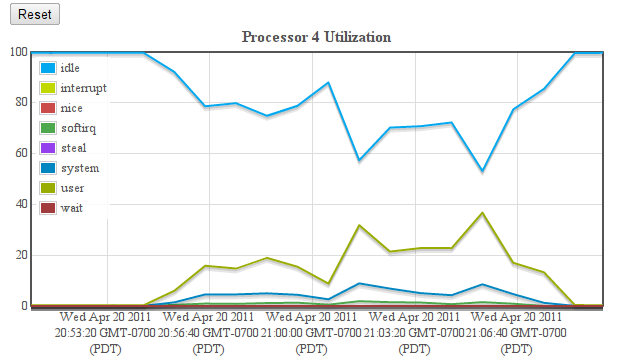 Reset
Processor 4 Utilization
100
80
60
40
20
0
idle
interrupt
nice
softirq
steal
system
user
wait
Wed Apr 20 2011 Wed Apr 20 2011 Wed Apr 20 2011 Wed Apr 20 2011 Wed Apr 20 2011
20:53:20 GMT-0700 20:56:40 GMT-0700 21:00:00 GMT-0700 21:03:20 GMT-0700 21:06:40 GMT-0700
(PDT) (PDT) (PDT) (PDT) (PDT)